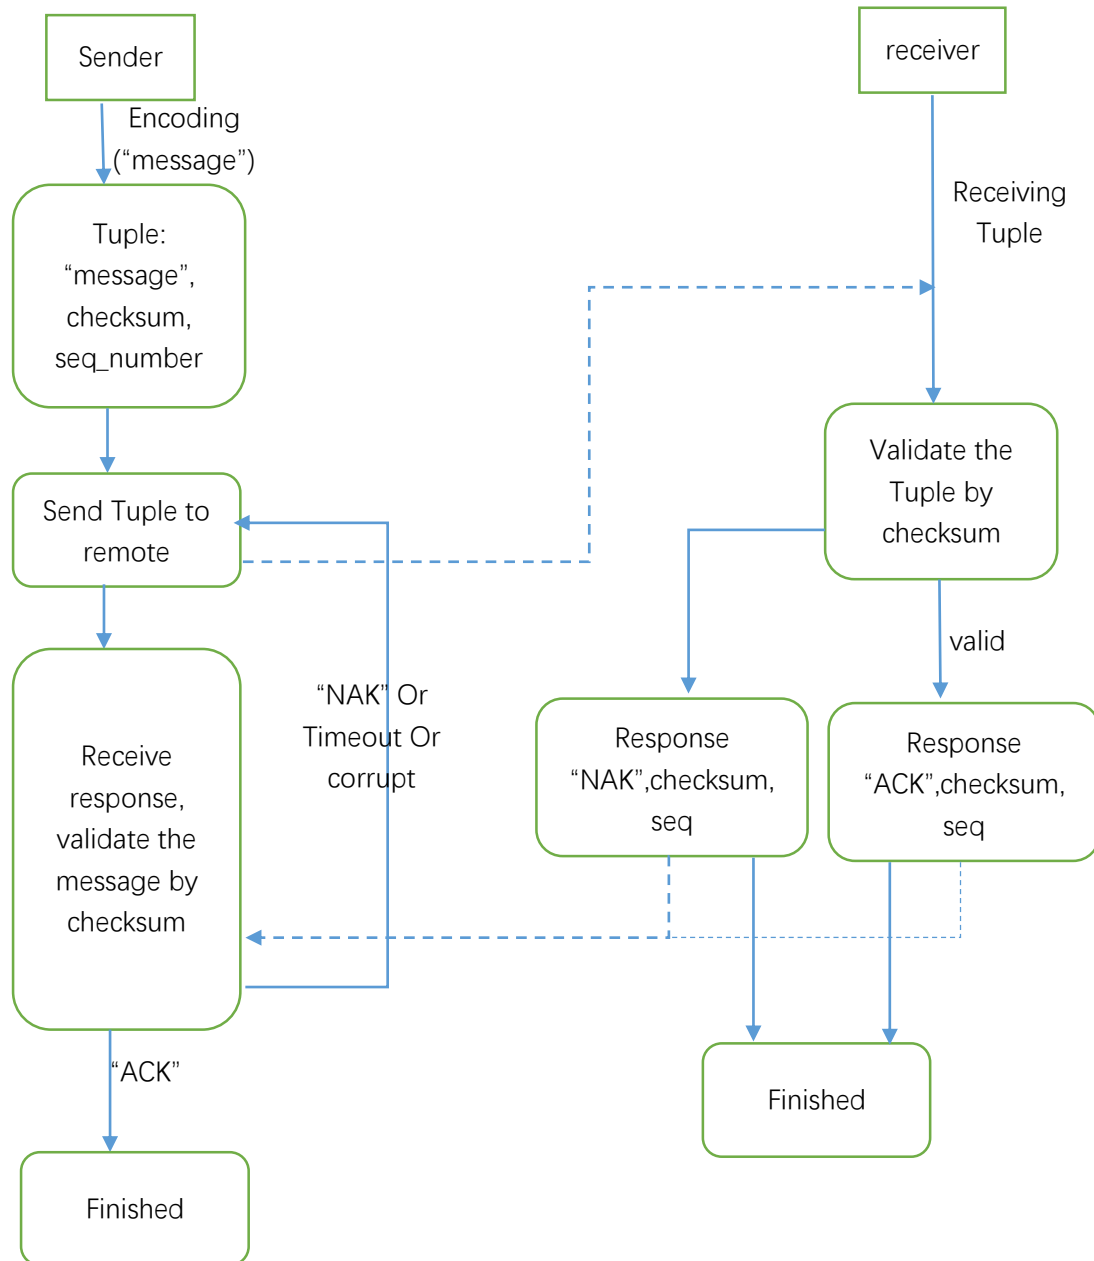 Sender
Encoding
(“message”)
Tuple:
“message”,
checksum,
seq_number
Send Tuple to
remote
“NAK” Or
Timeout Or
corrupt
Receive
response,
validate the
message by
checksum
“ACK”
Finished
receiver
Receiving
Tuple
Validate the
Tuple by
checksum
valid
Response
“NAK”,checksum,
seq
Response
“ACK”,checksum,
seq
Finished